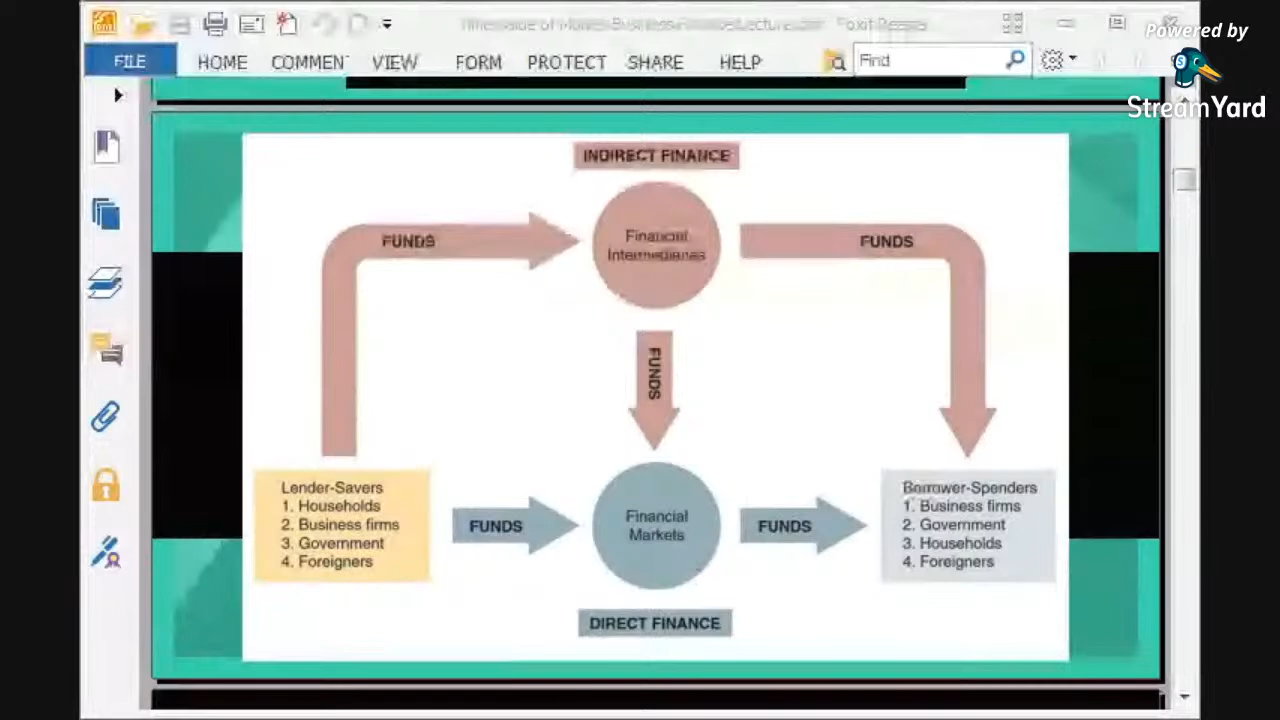 Powered by
StreamYard
FILE HOME COMMEN VIEW FORM PROTECT SHARE HELP Find
INDIRECT FINANCE
FUNDS
Financial
Intermediaries
FUNDS
FUNDS
Lender-Savers
1. Households
2. Business firms
3. Government
4. Foreigners
FUNDS
Financial
Markets
FUNDS
Borrower-Spenders
1. Business firms
2. Government
3. Households
4. Foreigners
DIRECT FINANCE